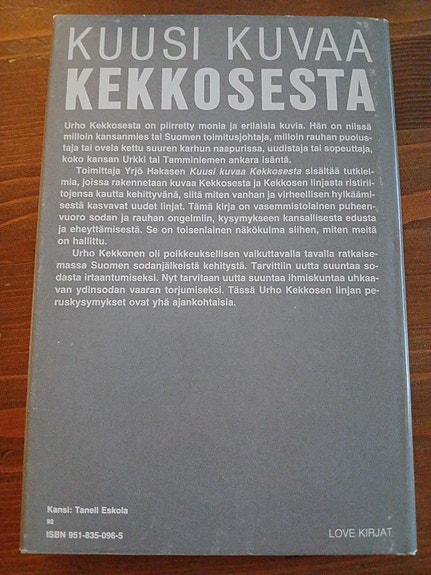 KUUSI KUVAA
KEKKOSESTA
Urho Kekkosesta on piirretty monia ja erilaisia kuvia. Hän on niissä
milloin kansanmies tai Suomen toimitusjohtaja, milloin rauhan puolus-
taja tai ovela kettu suuren karhun naapurissa, uudistaja tai sopeuttaja,
koko kansan Urkki tai Tamminiemen ankara isäntä.
Toimittaja Yrjö Hakasen Kuusi kuvaa Kekkosesta sisältää tutkiel-
mia, joissa rakennetaan kuvaa Kekkosesta ja Kekkosen linjasta ristirii-
tojensa kautta kehittyvänä, siitä miten vanhan ja virheellisen hylkäämi-
sestä kasvavat uudet linjat. Tämä kirja on vasemmistolainen puheen-
vuoro sodan ja rauhan ongelmiin, kysymykseen kansallisesta edusta
ja eheyttämisestä. Se on toisenlainen näkökulma siihen, miten meitä
on hallittu.
Urho Kekkonen oli poikkeuksellisen vaikuttavalla tavalla ratkaise-
massa Suomen sodanjälkeistä kehitystä. Tarvittiin uutta suuntaa so-
dasta irtaantumiseksi. Nyt tarvitaan uutta suuntaa ihmiskuntaa uhkaa-
van ydinsodan vaaran torjumiseksi. Tässä Urho Kekkosen linjan pe-
ruskysymykset ovat yhä ajankohtaisia.
Kansi: Taneli Eskola
92
ISBN 951-835-096-5
LOVE KIRJAT